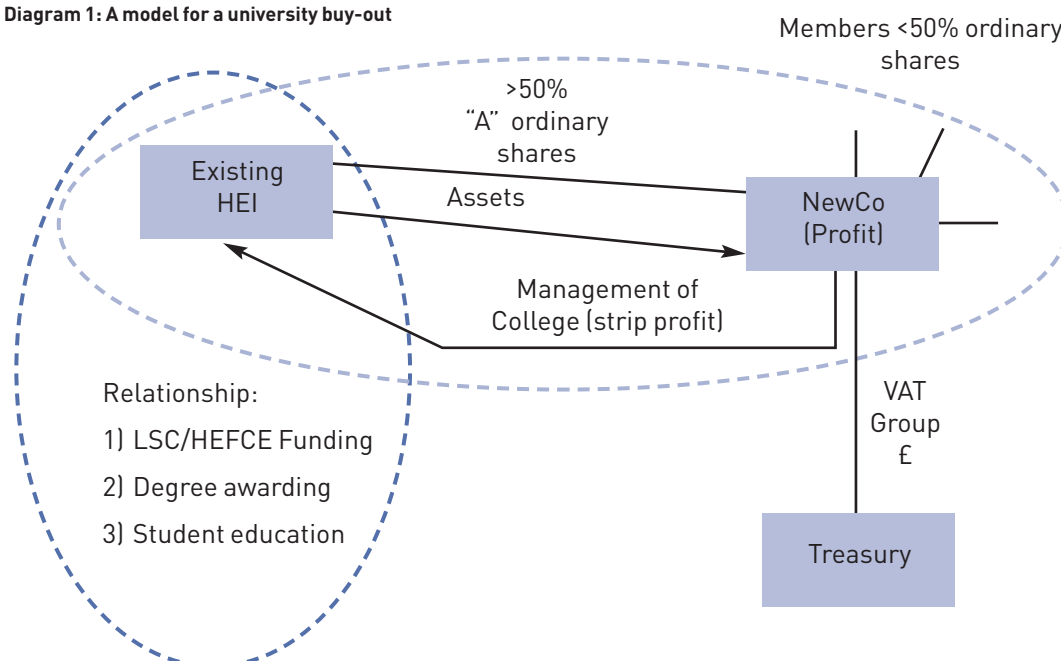 Diagram 1: A model for a university buy-out
Members <50% ordinary
shares
>50%
“A” ordinary
shares
Existing
HEI
Assets
NewCo
(Profit)
Management of
College (strip profit)
Relationship:
1) LSC/HEFCE Funding
2) Degree awarding
3) Student education
VAT
Group
£
Treasury